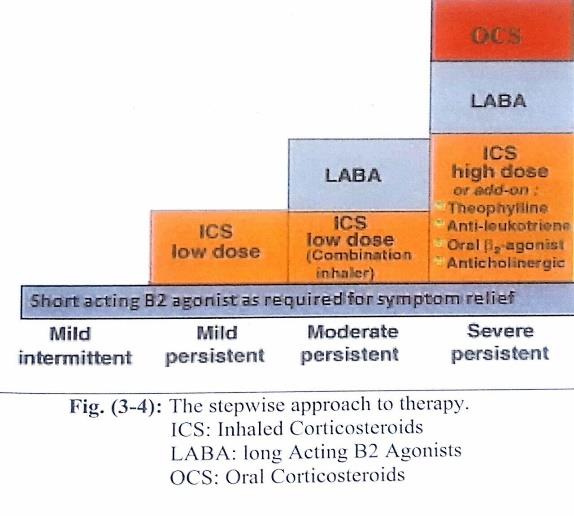 OCS
LABA
LABA
ICS
high dose
or add-on :
Theophylline
Anti-leukotriene
Oral β₂-agonist
Anticholinergic
ICS
low dose
ICS
low dose
(Combination
inhaler)
Short acting B2 agonist as required for symptom relief
Mild
intermittent
Mild
persistent
Moderate
persistent
Severe
persistent
Fig. (3-4): The stepwise approach to therapy.
ICS: Inhaled Corticosteroids
LABA: long Acting B2 Agonists
OCS: Oral Corticosteroids